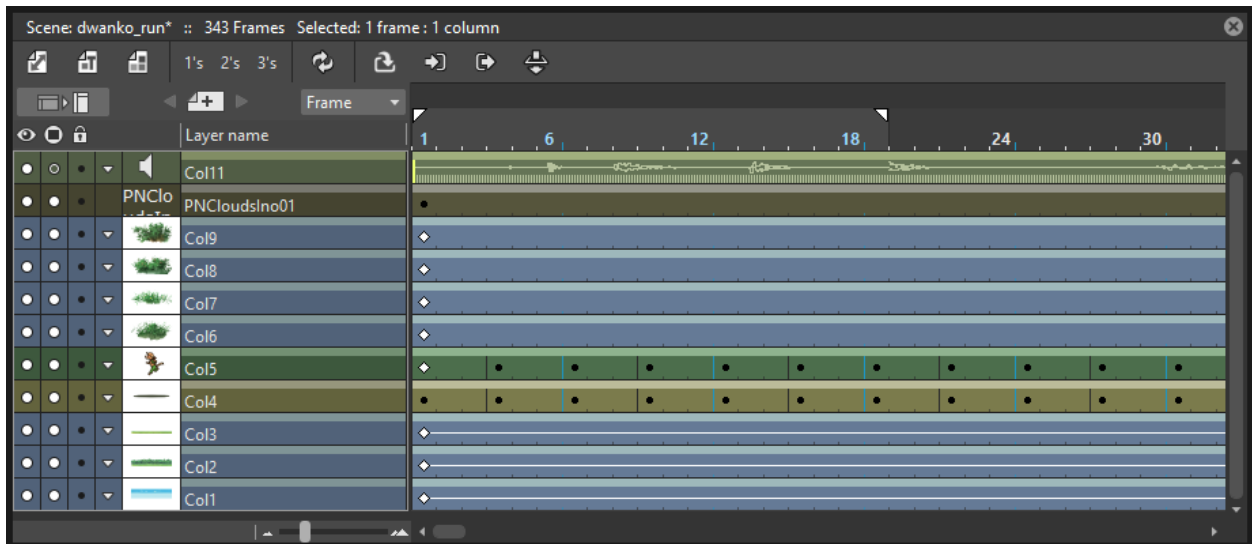 Scene: dwanko_run* :: 343 Frames Selected: 1 frame : 1 column
1's 2's 3's
Frame
Layer name
1 6 12 18 24 30
Col11
PNClo
PNCloudsIno01
Col9
Col8
Col7
Col6
Col5
Col4
Col3
Col2
Col1